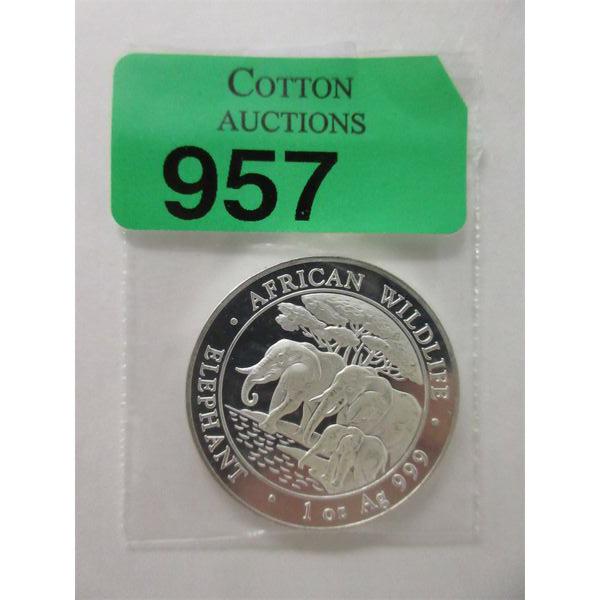 COTTON
AUCTIONS
957
ELEPHANT • AFRICAN WILDLIFE •
1 oz Ag 999 •